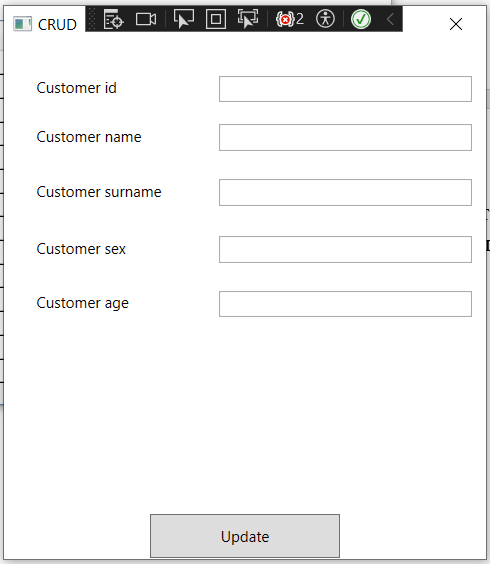 CRUD
2
Customer id
Customer name
Customer surname
Customer sex
Customer age
Update